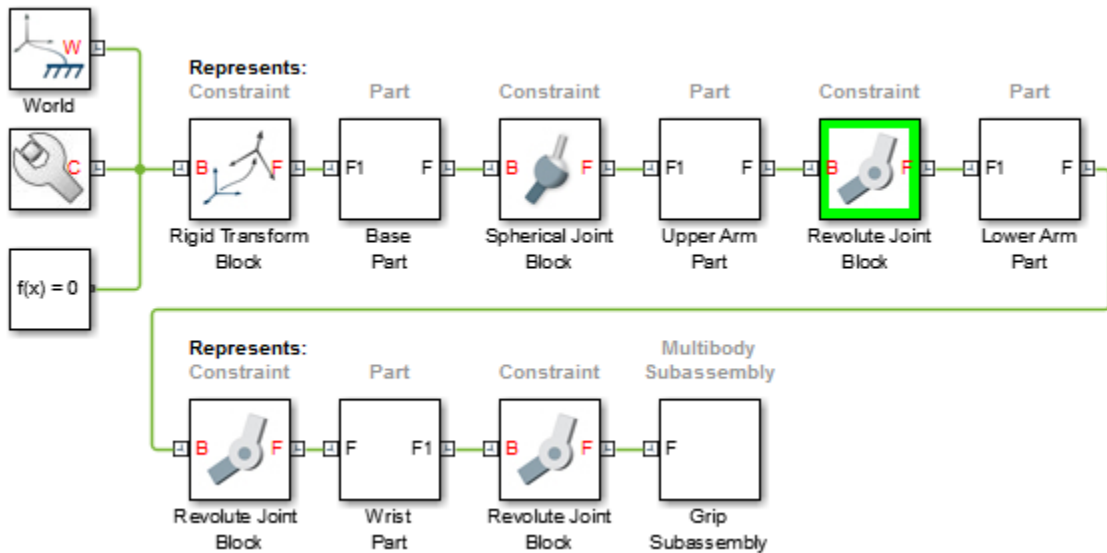 W
World
C
f(x) = 0
Represents:
Constraint Part Constraint Part Constraint Part
B F F1 F B F F1 F B F F1 F
Rigid Transform Base Spherical Joint Upper Arm Revolute Joint Lower Arm
Block Part Block Part Block Part
Represents: Multibody
Constraint Part Constraint Subassembly
B F F F1 B F F
Revolute Joint Wrist Revolute Joint Grip
Block Part Block Subassembly